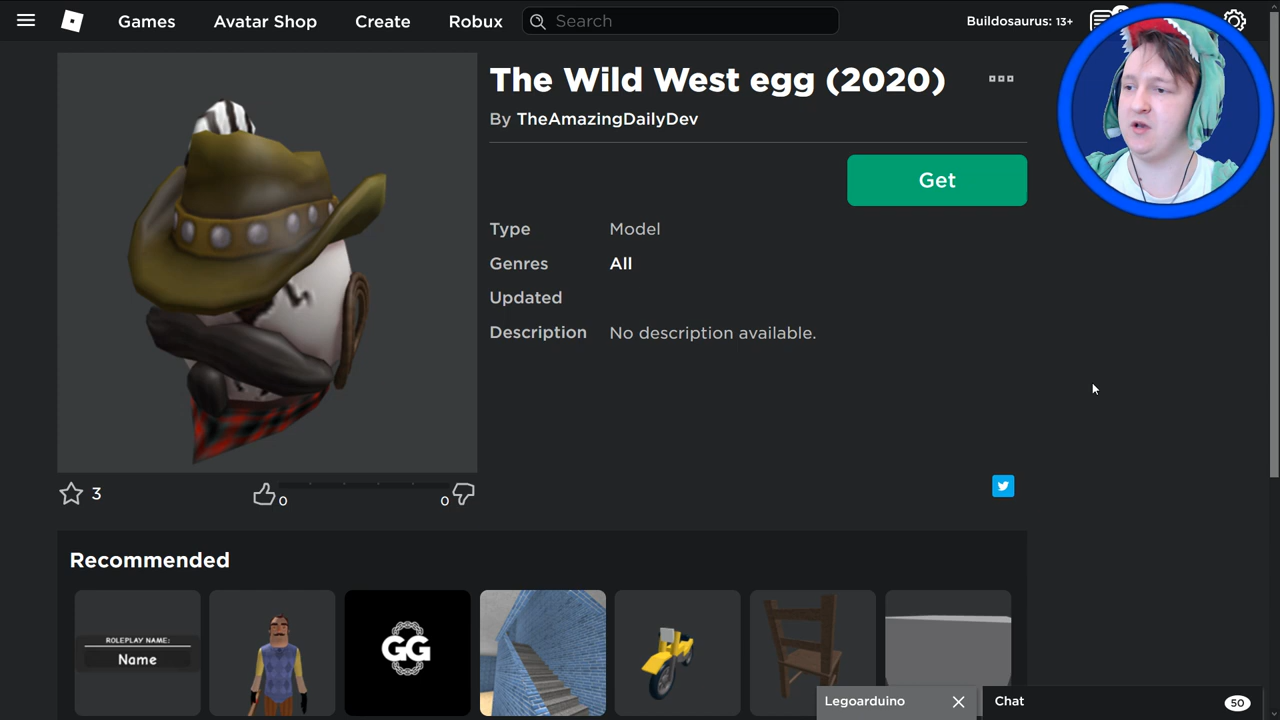 Games Avatar Shop Create Robux Search Buildosaurus: 13+
The Wild West egg (2020)
By TheAmazingDailyDev
Get
Type Model
Genres All
Updated
Description No description available.
3 0 0
Recommended
ROLEPLAY NAME:
Name
GG
Legoarduino Chat 50